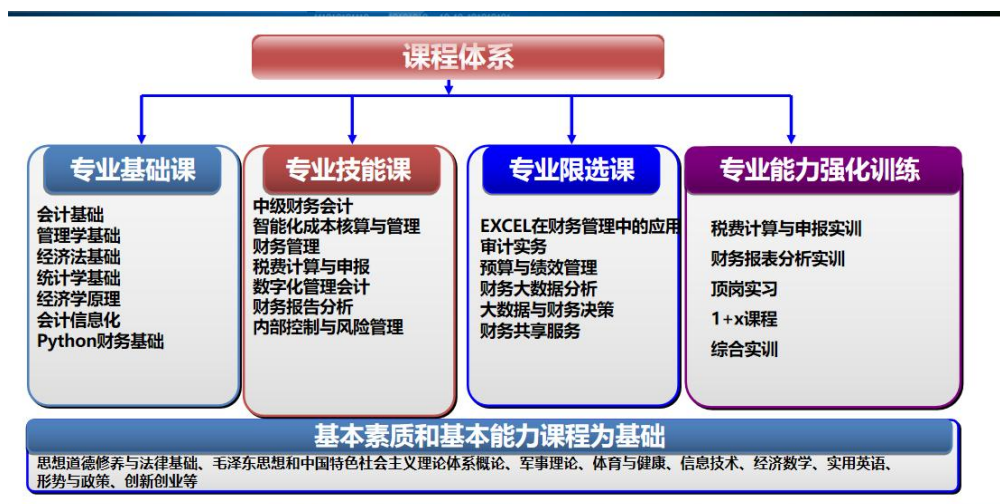 课程体系
专业基础课
会计基础
管理学基础
经济法基础
统计学基础
经济学原理
会计信息化
Python财务基础
专业技能课
中级财务会计
智能化成本核算与管理
财务管理
税费计算与申报
数字化管理会计
财务报告分析
内部控制与风险管理
专业限选课
EXCEL在财务管理中的应用
审计实务
预算与绩效管理
财务大数据分析
大数据与财务决策
财务共享服务
专业能力强化训练
税费计算与申报实训
财务报表分析实训
顶岗实习
1+x课程
综合实训
基本素质和基本能力课程为基础
思想道德修养与法律基础、毛泽东思想和中国特色社会主义理论体系概论、军事理论、体育与健康、信息技术、经济数学、实用英语、
形势与政策、创新创业等